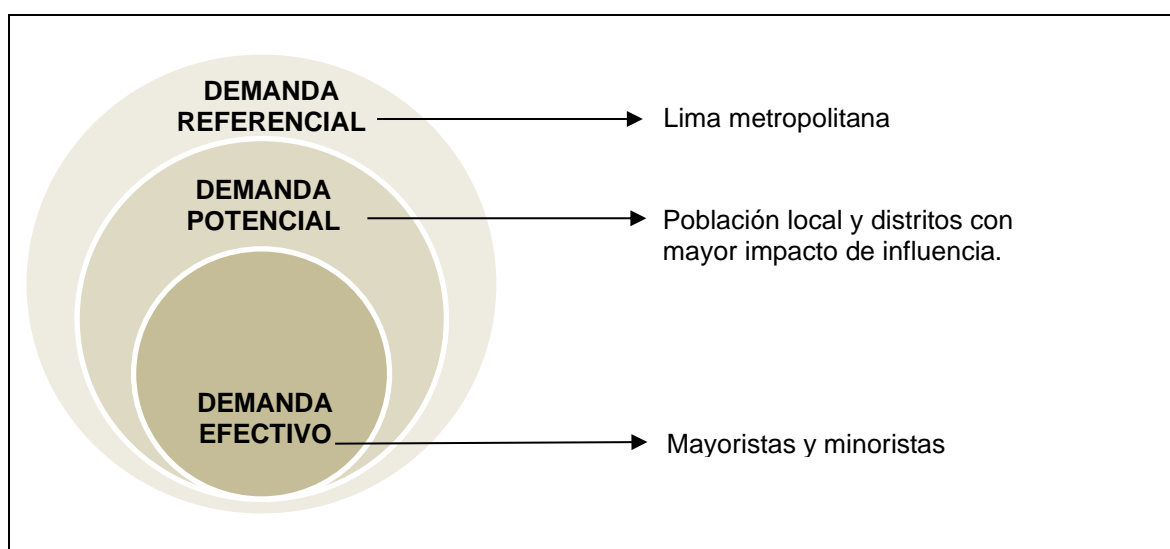 DEMANDA
REFERENCIAL
Lima metropolitana
DEMANDA
POTENCIAL
Población local y distritos con
mayor impacto de influencia.
DEMANDA
EFECTIVO
Mayoristas y minoristas